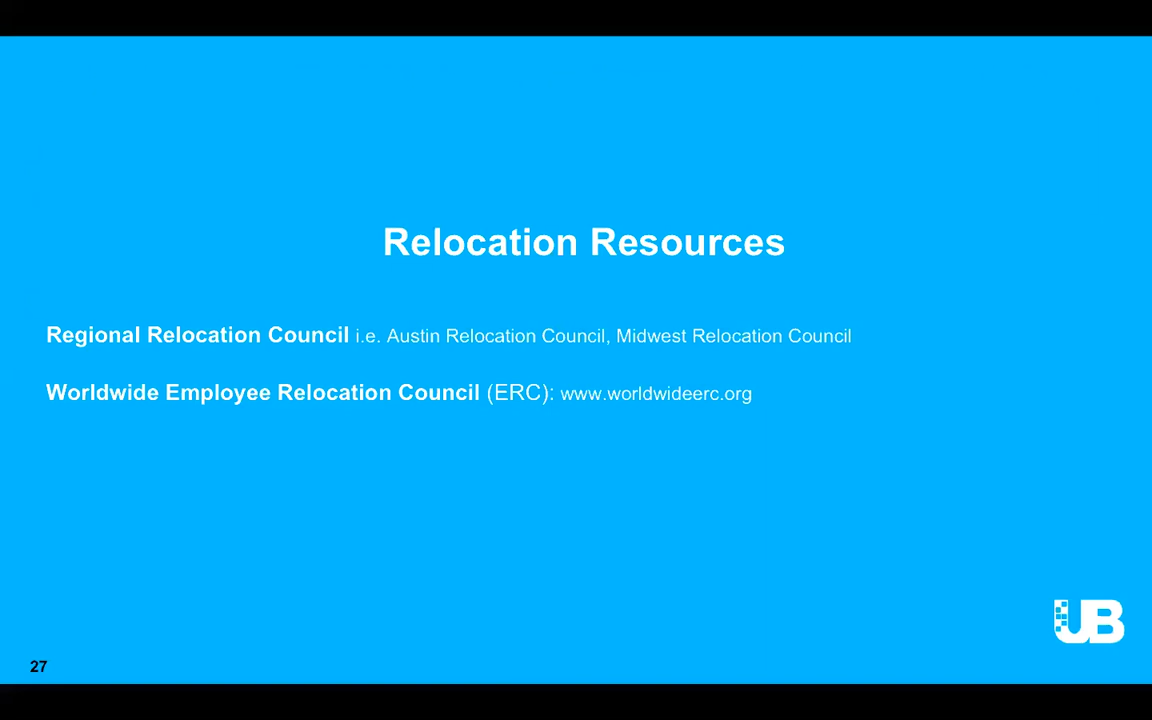 Relocation Resources
Regional Relocation Council i.e. Austin Relocation Council, Midwest Relocation Council
Worldwide Employee Relocation Council (ERC): www.worldwideerc.org
UB
27